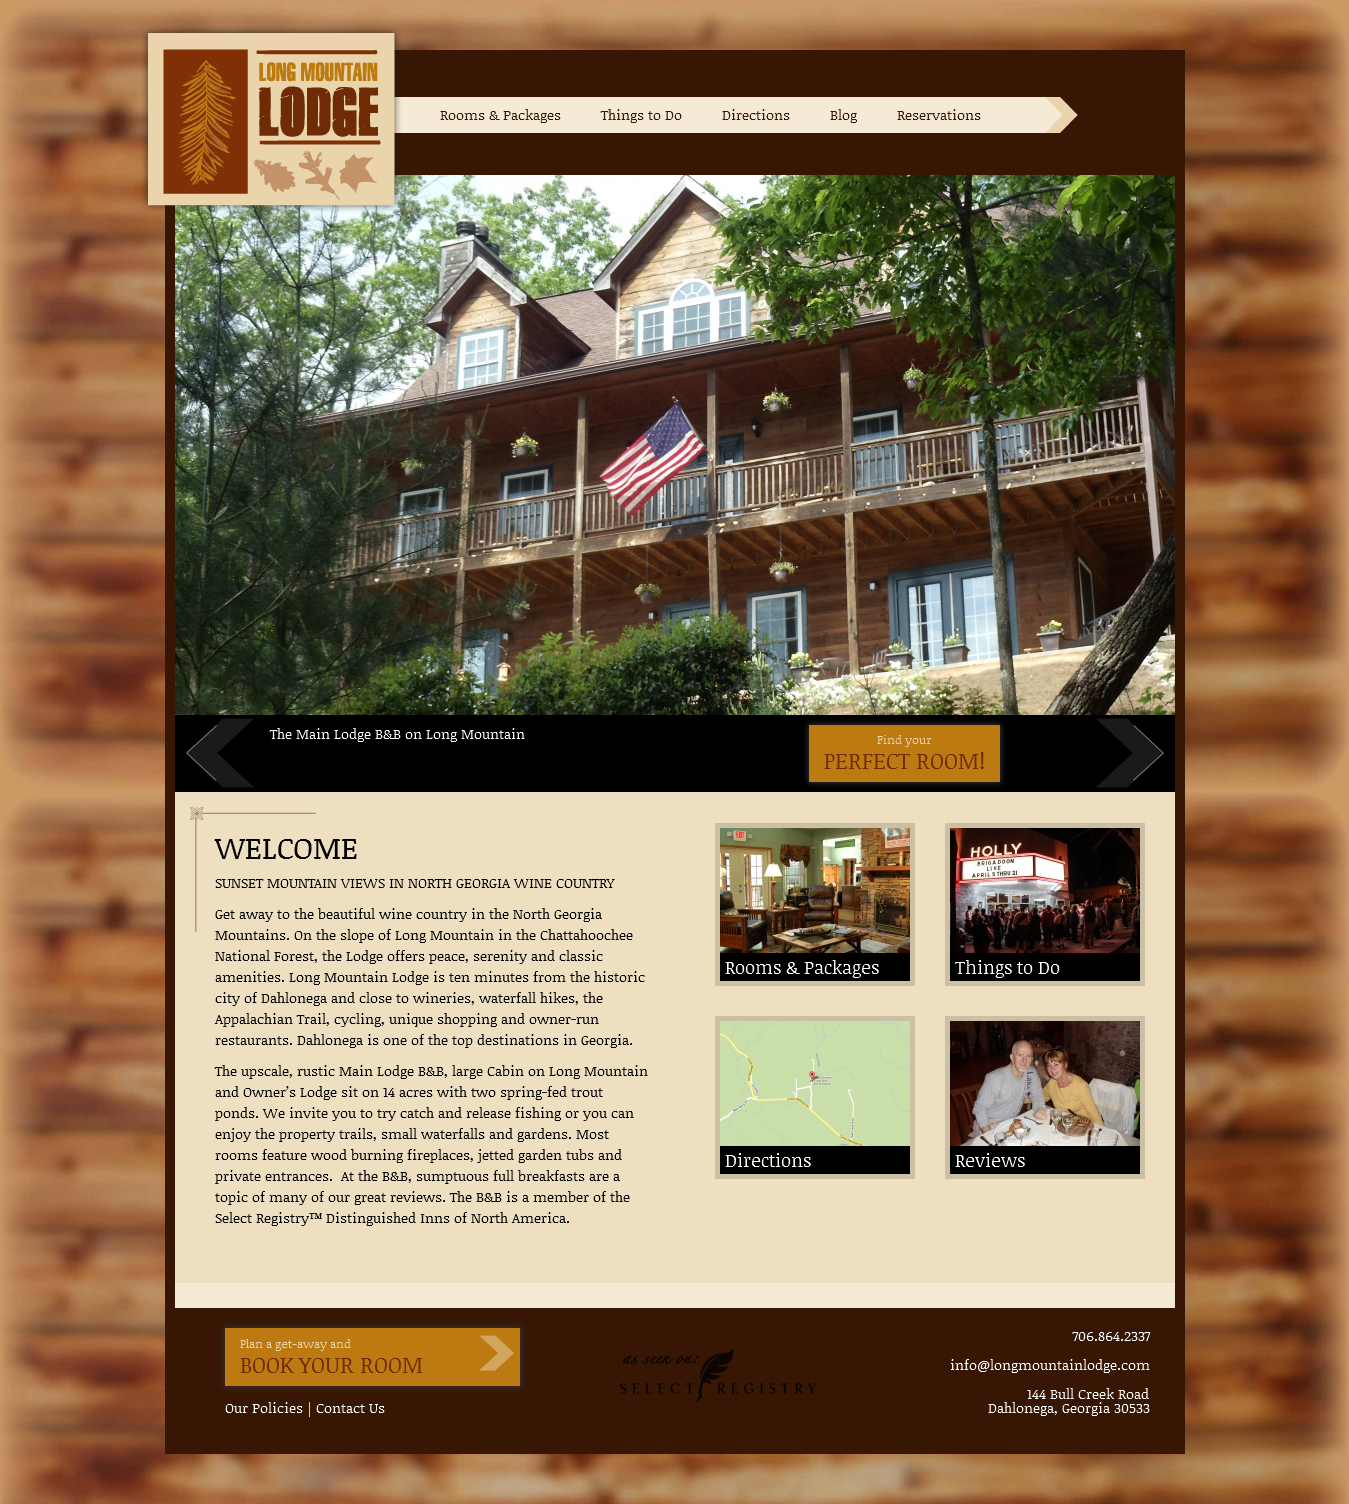 LONG MOUNTAIN
LODGE
Rooms & Packages
Things to Do
Directions
Blog
Reservations
The Main Lodge B&B on Long Mountain
Find your
PERFECT ROOM!
WELCOME
SUNSET MOUNTAIN VIEWS IN NORTH GEORGIA WINE COUNTRY
Get away to the beautiful wine country in the North Georgia
Mountains. On the slope of Long Mountain in the Chattahoochee
National Forest, the Lodge offers peace, serenity and classic
amenities. Long Mountain Lodge is ten minutes from the historic
city of Dahlonega and close to wineries, waterfall hikes, the
Appalachian Trail, cycling, unique shopping and owner-run
restaurants. Dahlonega is one of the top destinations in Georgia.
The upscale, rustic Main Lodge B&B, large Cabin on Long Mountain
and Owner's Lodge sit on 14 acres with two spring-fed trout
ponds. We invite you to try catch and release fishing or you can
enjoy the property trails, small waterfalls and gardens. Most
rooms feature wood burning fireplaces, jetted garden tubs and
private entrances.  At the B&B, sumptuous full breakfasts are a
topic of many of our great reviews. The B&B is a member of the
Select Registry™ Distinguished Inns of North America.
EXIT
Rooms & Packages
HOLLY
BRIGADOON
LIVE
APRIL 5 THRU 21
Things to Do
Directions
Reviews
Plan a get-away and
BOOK YOUR ROOM
Our Policies | Contact Us
as seen on:
SELECT REGISTRY
706.864.2337
info@longmountainlodge.com
144 Bull Creek Road
Dahlonega, Georgia 30533